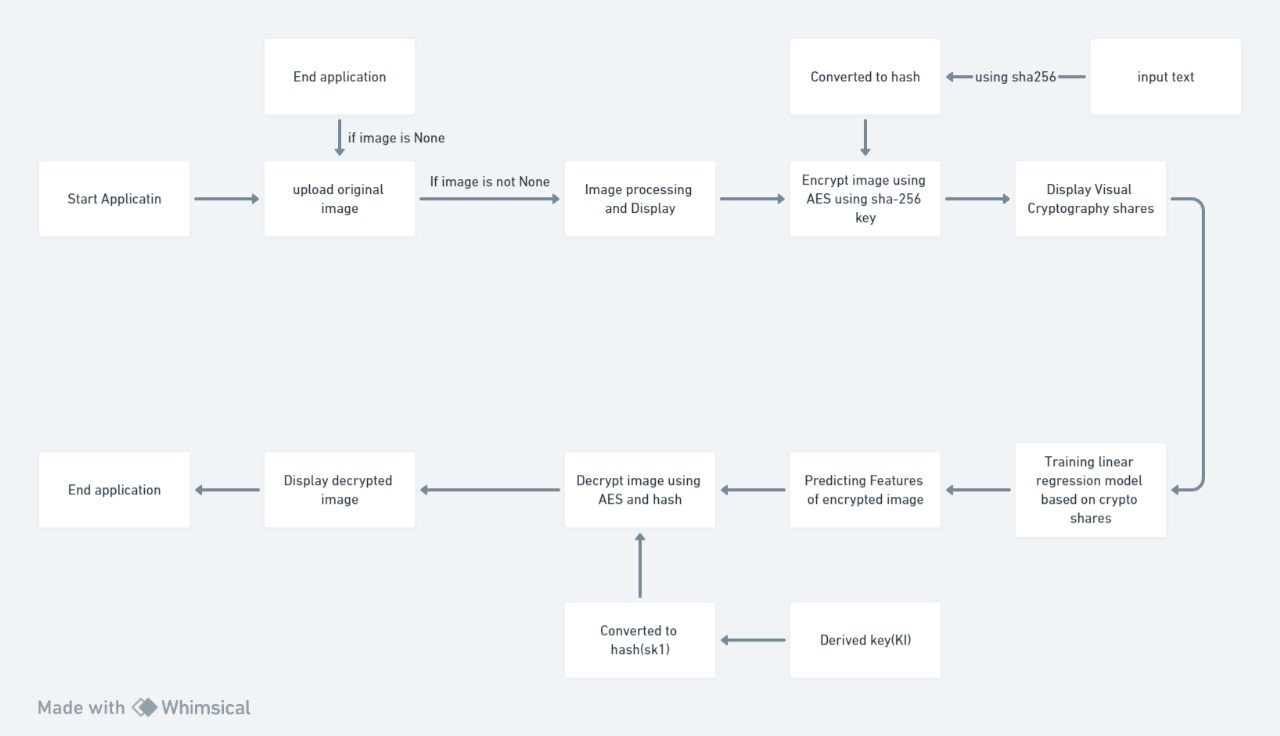 End application
Converted to hash
using sha256
input text
if image is None
Start Applicatin
upload original
image
If image is not None
Image processing
and Display
Encrypt image using
AES using sha-256
key
Display Visual
Cryptography shares
End application
Display decrypted
image
Decrypt image using
AES and hash
Predicting Features
of encrypted image
Training linear
regression model
based on crypto
shares
Converted to
hash(sk1)
Derived key(KI)
Made with Whimsical